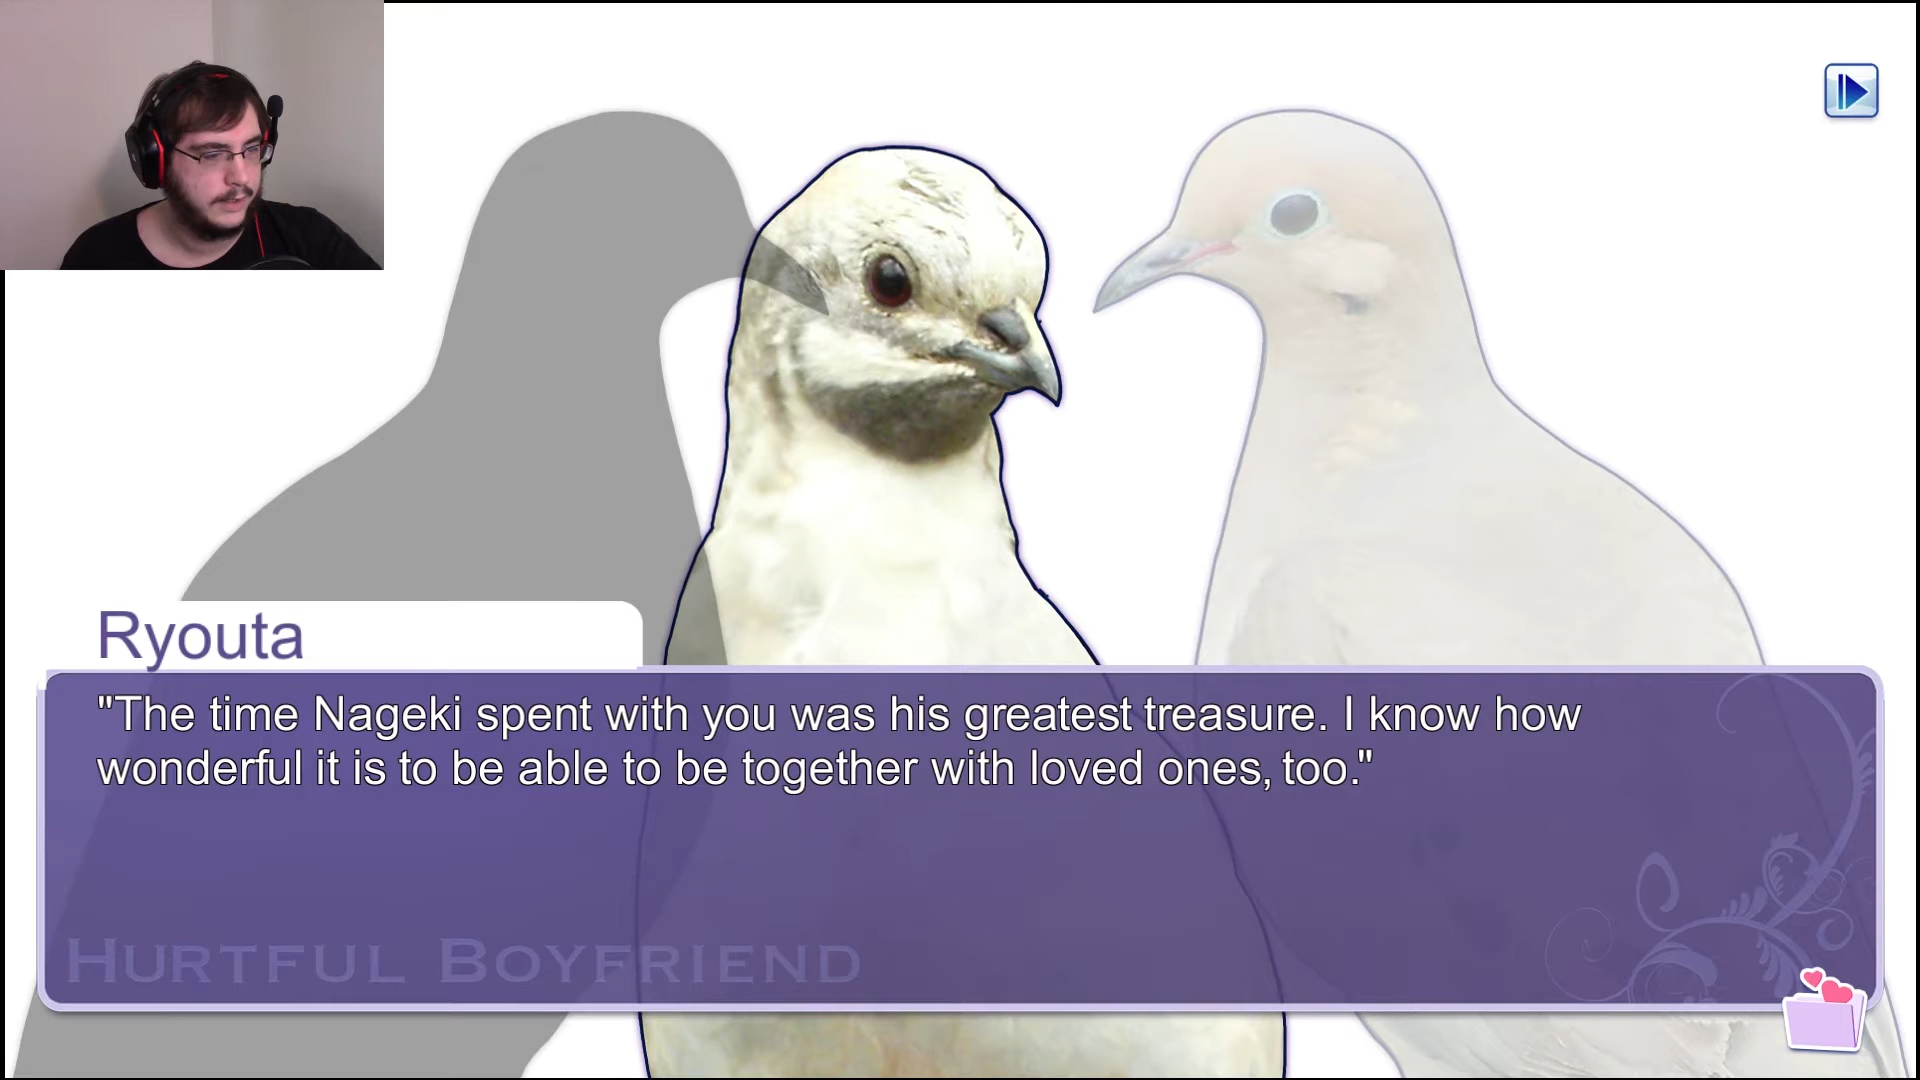 Ryouta
"The time Nageki spent with you was his greatest treasure. I know how
wonderful it is to be able to be together with loved ones, too."
HURTFUL BOYFRIEND